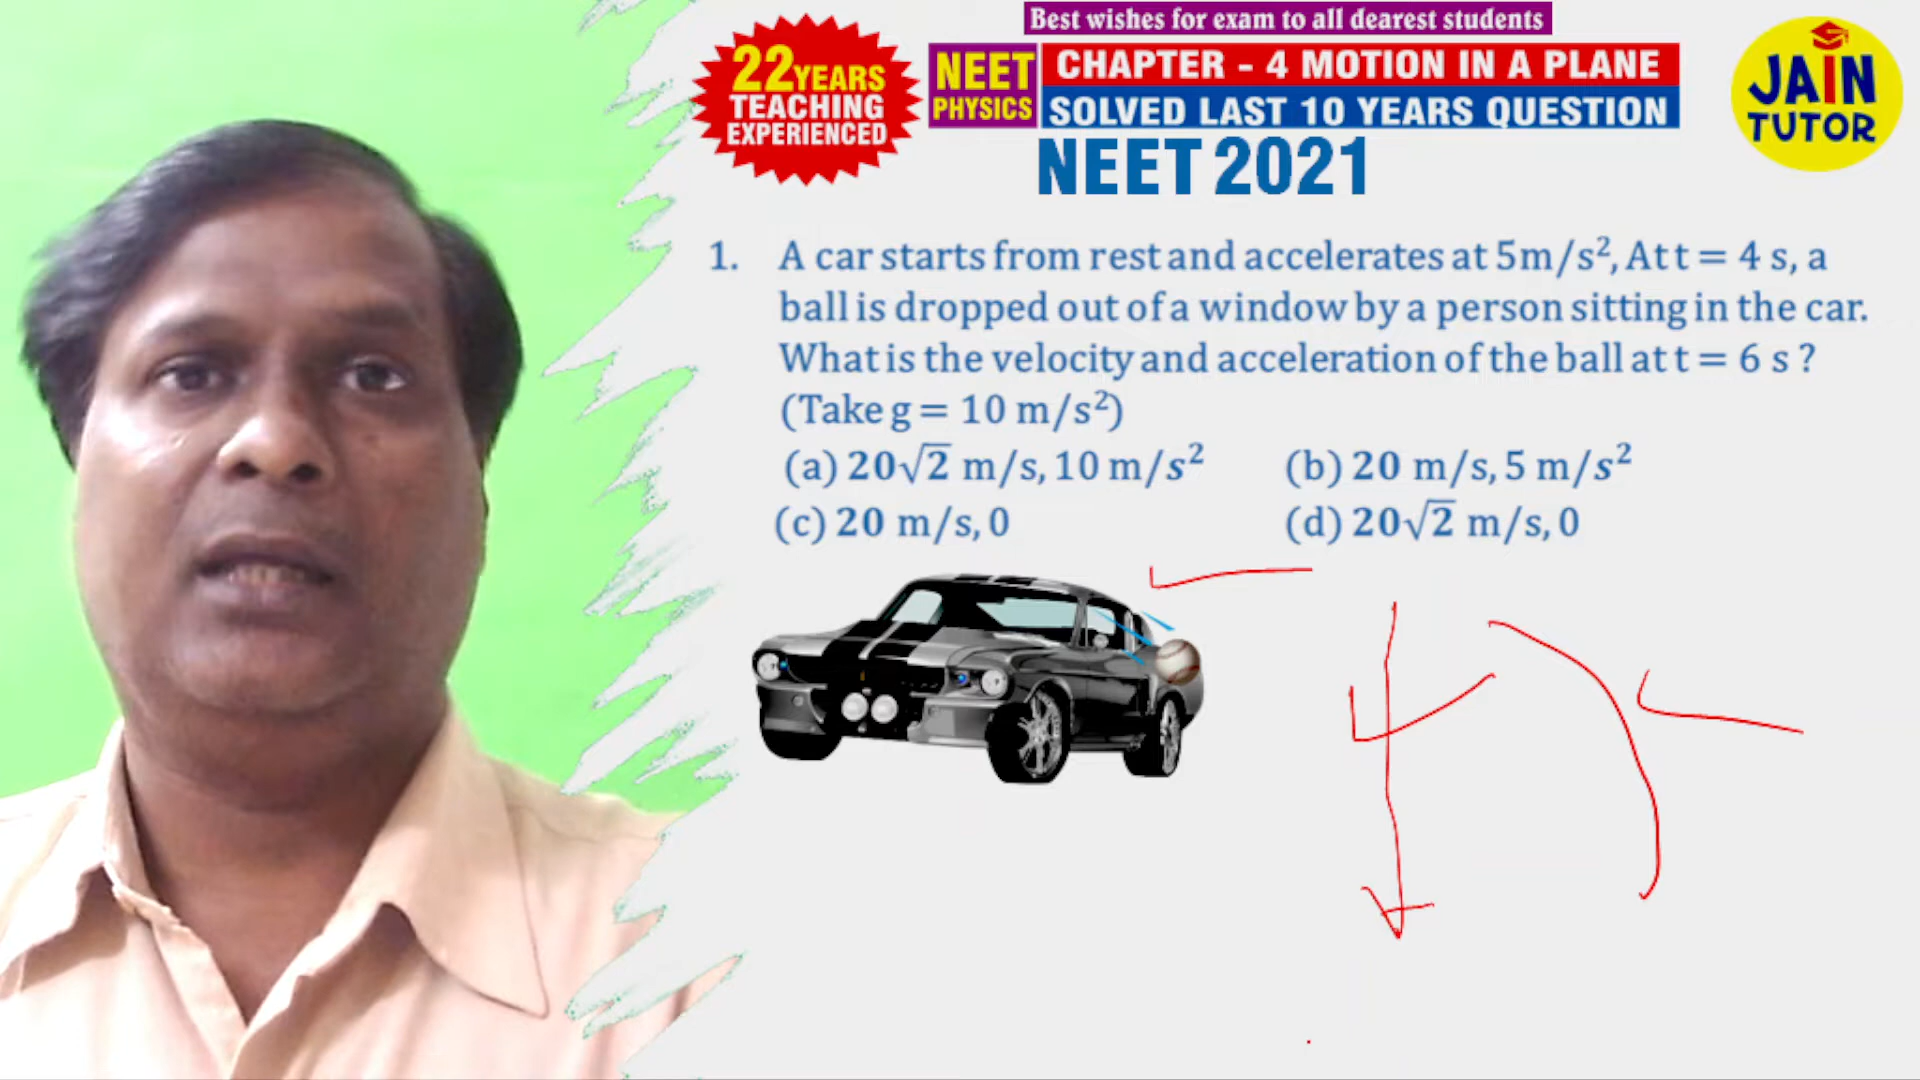 Best wishes for exam to all dearest students
22 YEARS
TEACHING
EXPERIENCED
NEET
PHYSICS
CHAPTER - 4 MOTION IN A PLANE
SOLVED LAST 10 YEARS QUESTION
JAIN
TUTOR
NEET 2021
1. A car starts from rest and accelerates at 5m/s², At t = 4 s, a
ball is dropped out of a window by a person sitting in the car.
What is the velocity and acceleration of the ball at t = 6 s ?
(Take g = 10 m/s²)
(a) 20√2 m/s, 10 m/s² (b) 20 m/s, 5 m/s²
(c) 20 m/s, 0 (d) 20√2 m/s, 0